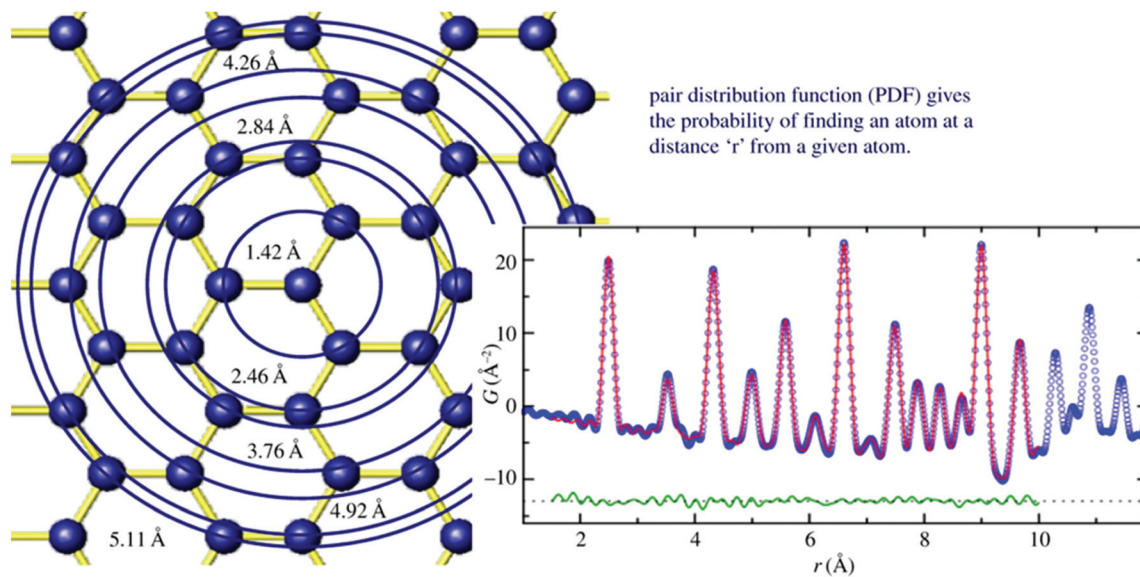 4.26 Å
2.84 Å
1.42 Å
2.46 Å
3.76 Å
4.92 Å
5.11 Å
pair distribution function (PDF) gives
the probability of finding an atom at a
distance ‘r’ from a given atom.
G (Å⁻²)
20
10
0
−10
2
4
6
8
10
r (Å)